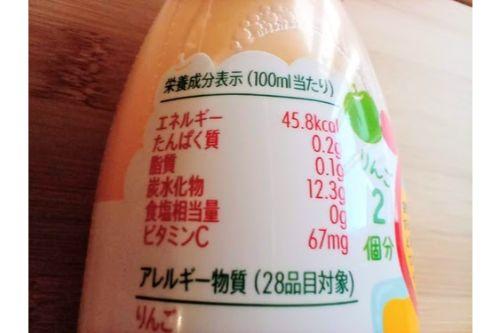 栄養成分表示（100ml当たり）
エネルギー 45.8kcal
たんぱく質 0.2g
脂質 0.1g
炭水化物 12.3g
食塩相当量 0g
ビタミンC 67mg
アレルギー物質（28品目対象）
りんご
りんご
2
個分